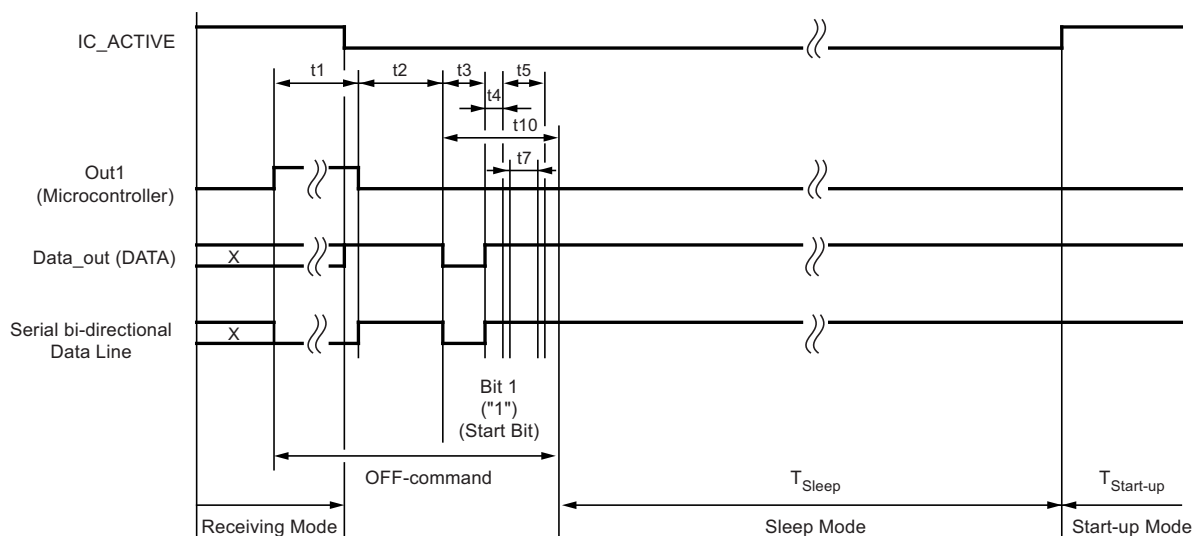 IC_ACTIVE
t1 t2 t3 t5
t4
t10
t7
Out1
(Microcontroller)
Data_out (DATA)
X
Serial bi-directional
Data Line
X
Bit 1
("1")
(Start Bit)
OFF-command
TSleep
TStart-up
Receiving Mode
Sleep Mode
Start-up Mode